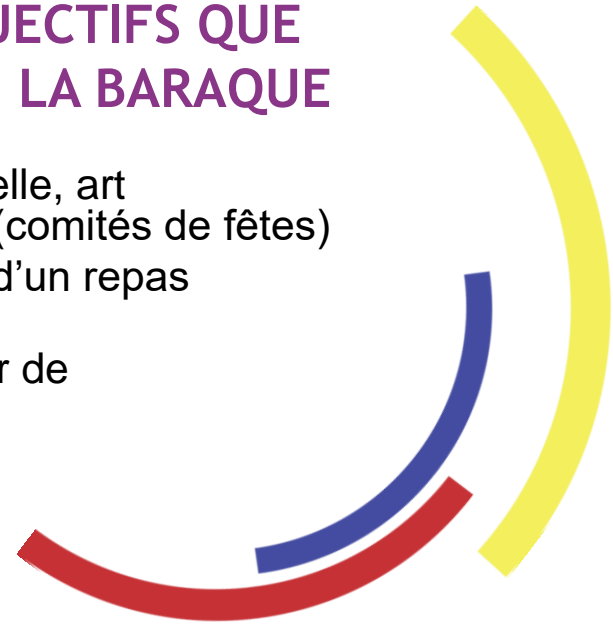 JECTIFS QUE
LA BARAQUE
elle, art
(comités de fêtes)
d’un repas
r de